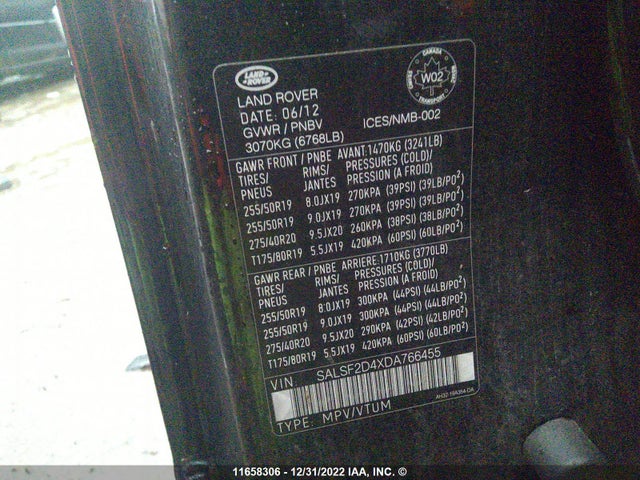 LAND ROVER
CANADA
W02
TRANSPORT
LAND ROVER
DATE: 06/12
GVWR / PNBV ICES/NMB-002
3070KG (6768LB)
GAWR FRONT / PNBE AVANT:1470KG (3241LB)
TIRES/ RIMS/ PRESSURES (COLD)/
PNEUS JANTES PRESSION (A FROID)
255/50R19 8.0JX19 270KPA (39PSI) (39LB/PO²)
255/50R19 9.0JX19 270KPA (39PSI) (39LB/PO²)
275/40R20 9.5JX20 260KPA (38PSI) (38LB/PO²)
T175/80R19 5.5JX19 420KPA (60PSI) (60LB/PO²)
GAWR REAR / PNBE ARRIERE:1710KG (3770LB)
TIRES/ RIMS/ PRESSURES (COLD)/
PNEUS JANTES PRESSION (A FROID)
255/50R19 8.0JX19 300KPA (44PSI) (44LB/PO²)
255/50R19 9.0JX19 300KPA (44PSI) (44LB/PO²)
275/40R20 9.5JX20 290KPA (42PSI) (42LB/PO²)
T175/80R19 5.5JX19 420KPA (60PSI) (60LB/PO²)
VIN: SALSF2D4XDA766455
TYPE: MPV/VTUM
11658306 - 12/31/2022 IAA, INC. ©